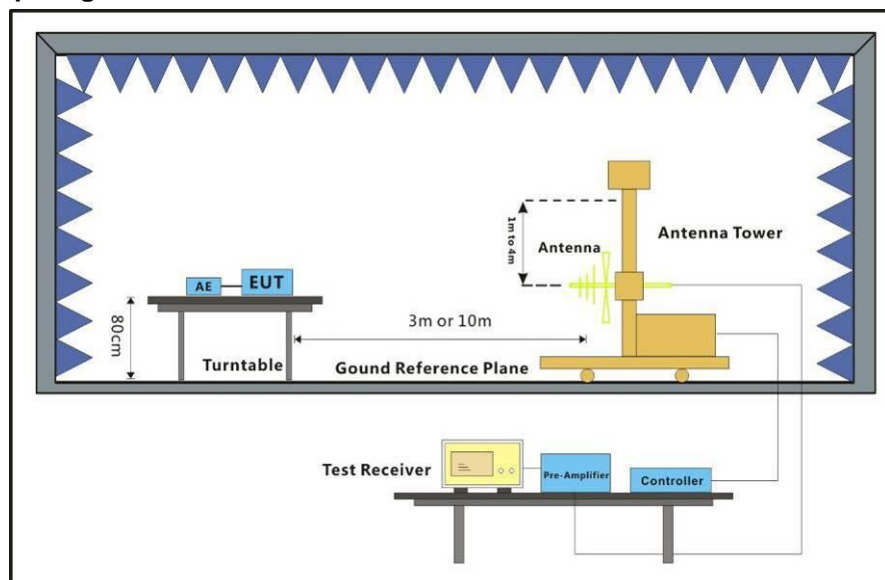 1m to 4m
Antenna
Antenna Tower
AE
EUT
80cm
3m or 10m
Turntable
Gound Reference Plane
Test Receiver
Pre-Amplifier
Controller